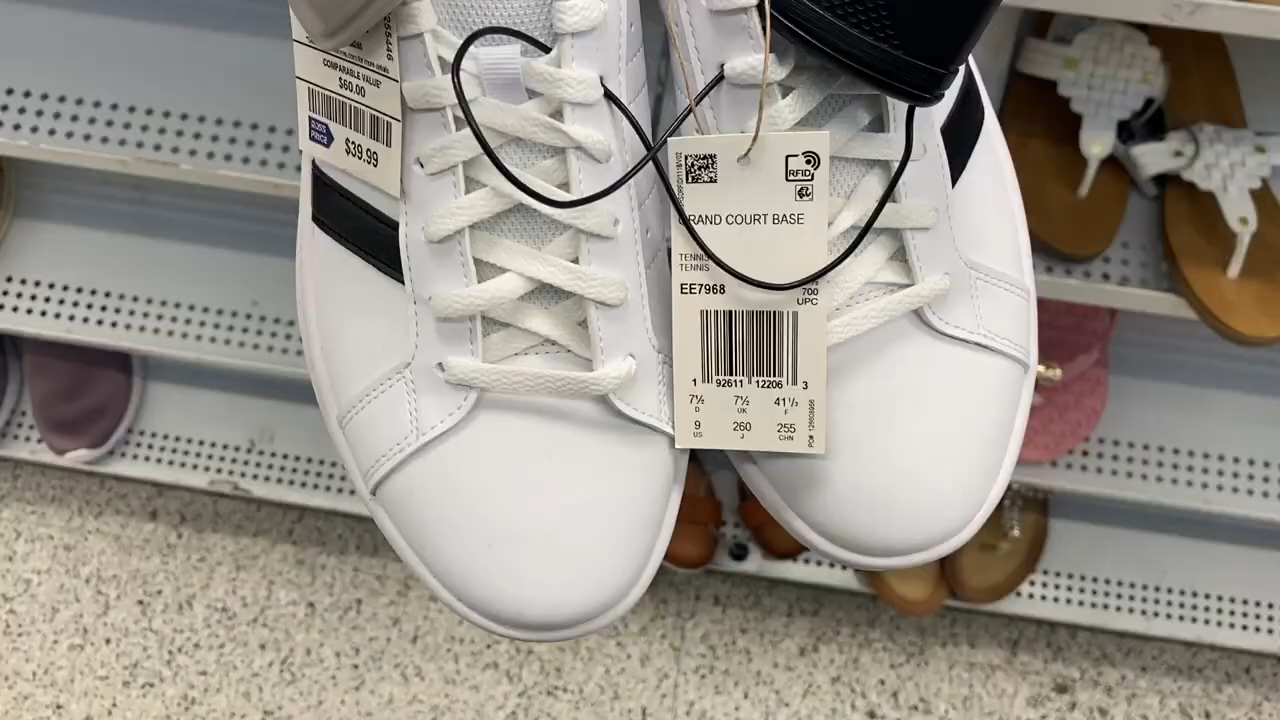 COMPARABLE VALUE*
$60.00
ROSS
PRICE
$39.99
RFID
GRAND COURT BASE
TENNIS
TENNIS
EE7968
700
UPC
1 92611 12206 3
7½ 7½ 41⅓
D UK F
9 260 255
US J CHN